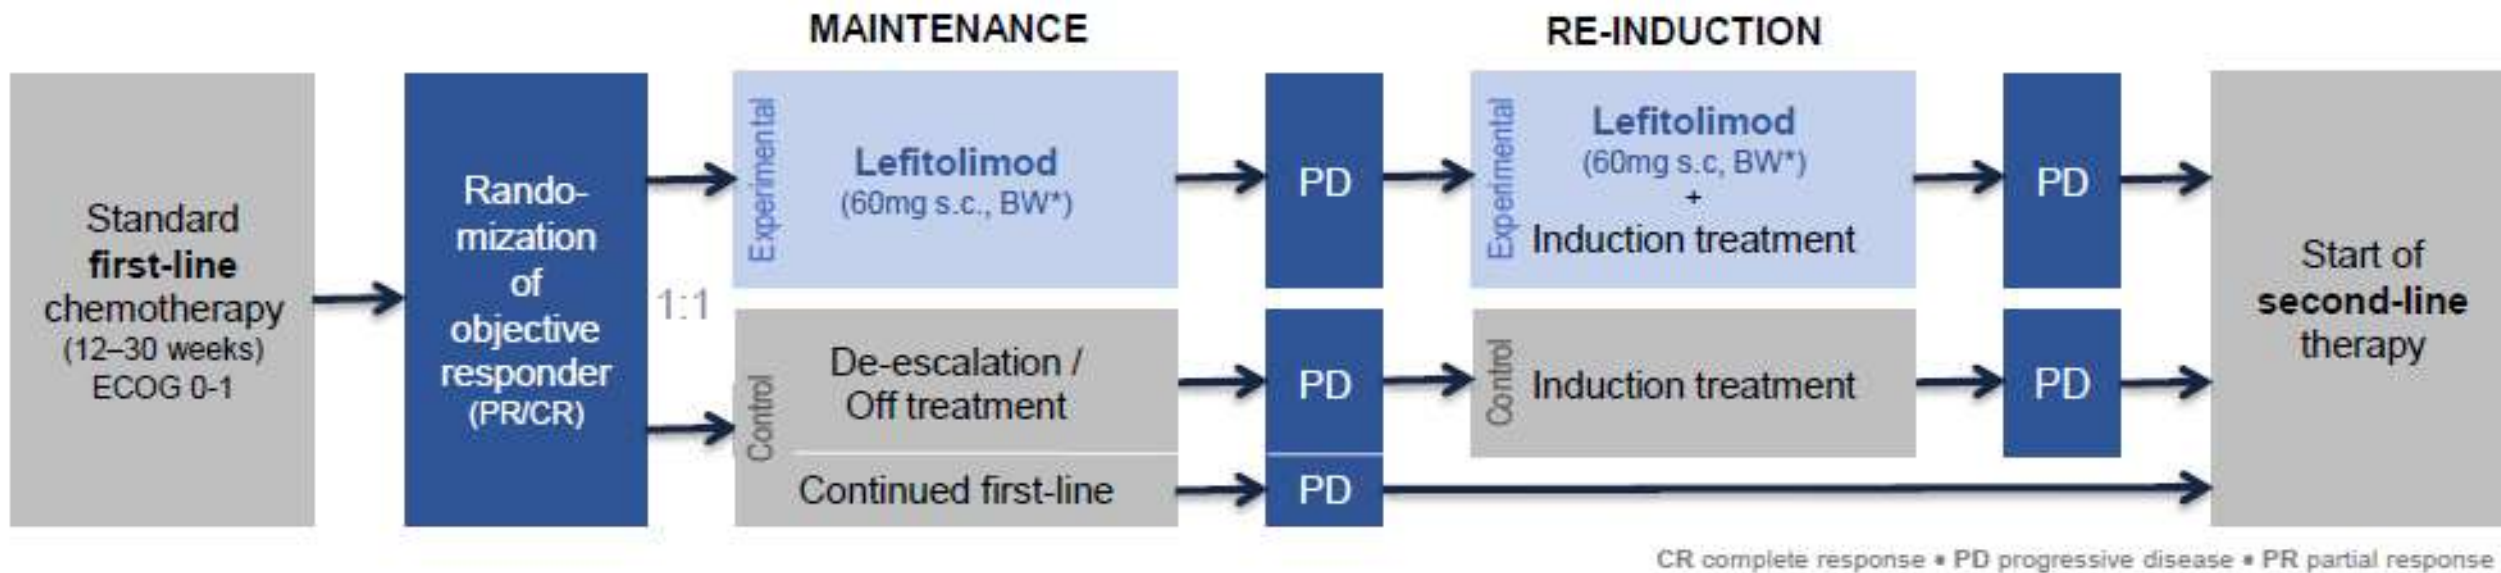 MAINTENANCE
RE-INDUCTION
Standard
first-line
chemotherapy
(12–30 weeks)
ECOG 0-1
Rando-
mization
of
objective
responder
(PR/CR)
1:1
Experimental
Lefitolimod
(60mg s.c., BW*)
PD
Experimental
Lefitolimod
(60mg s.c, BW*)
+
Induction treatment
PD
Control
De-escalation /
Off treatment
PD
Control
Induction treatment
PD
Continued first-line
PD
Start of
second-line
therapy
CR complete response • PD progressive disease • PR partial response